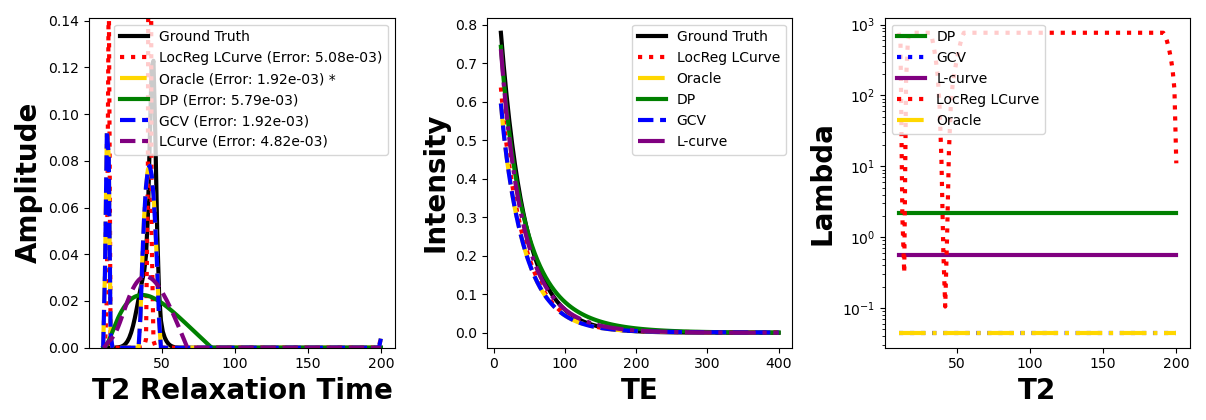 0.14
0.12
0.10
0.08
0.06
0.04
0.02
0.00
Amplitude
50
100
150
200
T2 Relaxation Time
Ground Truth
LocReg LCurve (Error: 5.08e-03)
Oracle (Error: 1.92e-03) *
DP (Error: 5.79e-03)
GCV (Error: 1.92e-03)
LCurve (Error: 4.82e-03)
0.8
0.7
0.6
0.5
0.4
0.3
0.2
0.1
0.0
Intensity
0
100
200
300
400
TE
Ground Truth
LocReg LCurve
Oracle
DP
GCV
L-curve
10³
10²
10¹
10⁰
10⁻¹
Lambda
50
100
150
200
T2
DP
GCV
L-curve
LocReg LCurve
Oracle